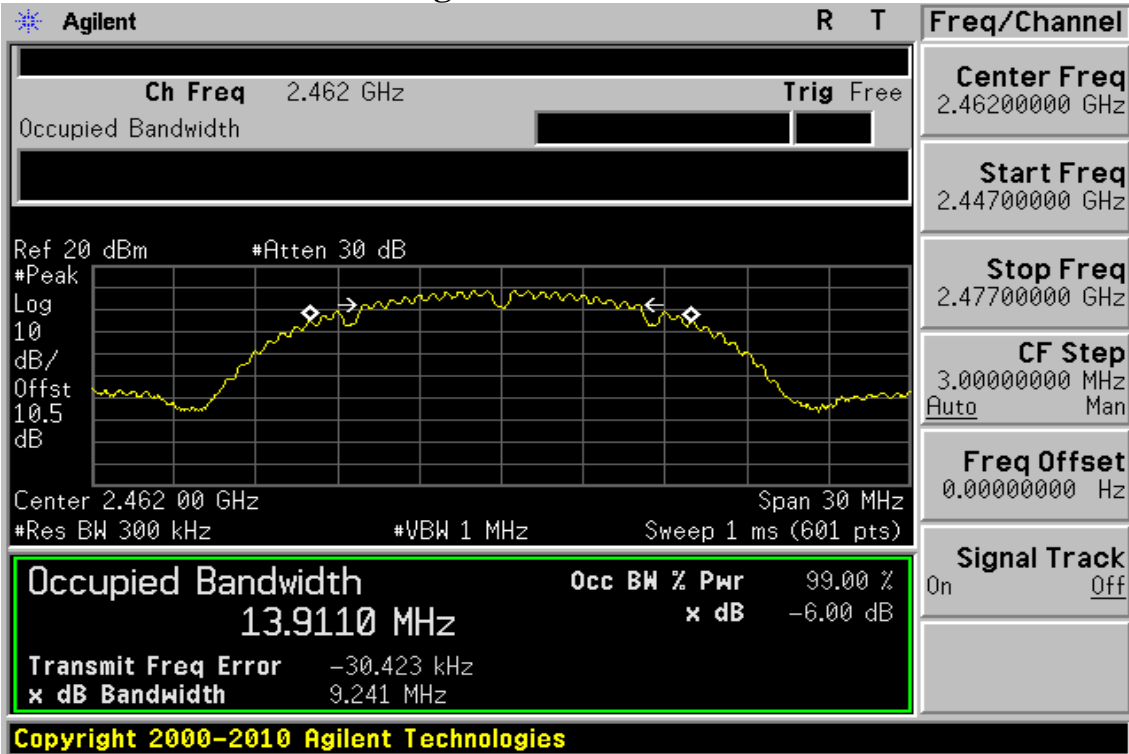 Agilent R T
Freq/Channel
Ch Freq 2.462 GHz Trig Free
Occupied Bandwidth
Center Freq
2.46200000 GHz
Start Freq
2.44700000 GHz
Stop Freq
2.47700000 GHz
CF Step
3.00000000 MHz
Auto Man
Freq Offset
0.00000000 Hz
Signal Track
On Off
Ref 20 dBm #Atten 30 dB
#Peak
Log
10
dB/
Offst
10.5
dB
Center 2.462 00 GHz Span 30 MHz
#Res BW 300 kHz #VBW 1 MHz Sweep 1 ms (601 pts)
Occupied Bandwidth Occ BW % Pwr 99.00 %
13.9110 MHz x dB -6.00 dB
Transmit Freq Error -30.423 kHz
x dB Bandwidth 9.241 MHz
Copyright 2000-2010 Agilent Technologies